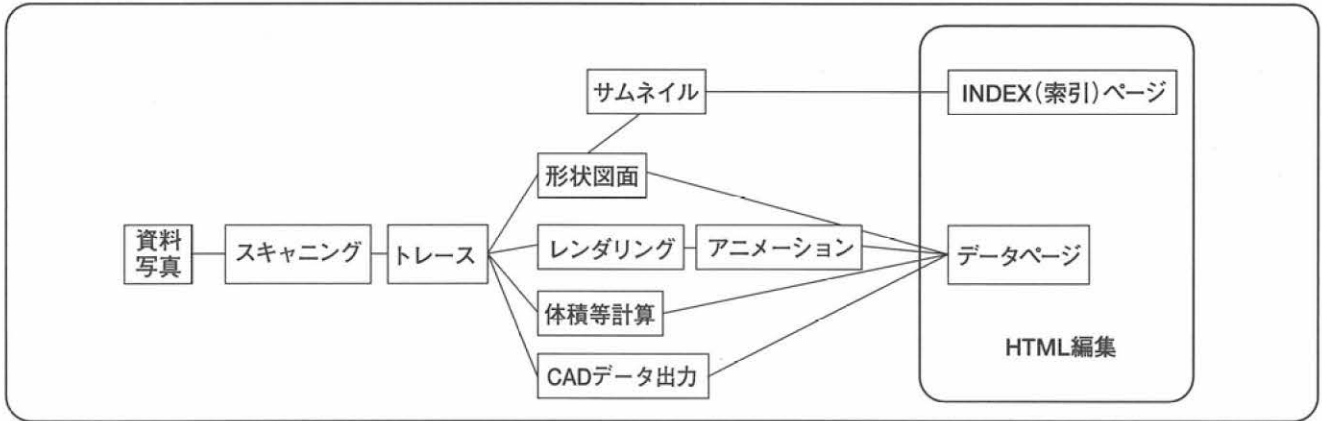 サムネイル
INDEX(索引)ページ
形状図面
資料
写真
スキャニング
トレース
レンダリング
アニメーション
データページ
体積等計算
HTML編集
CADデータ出力